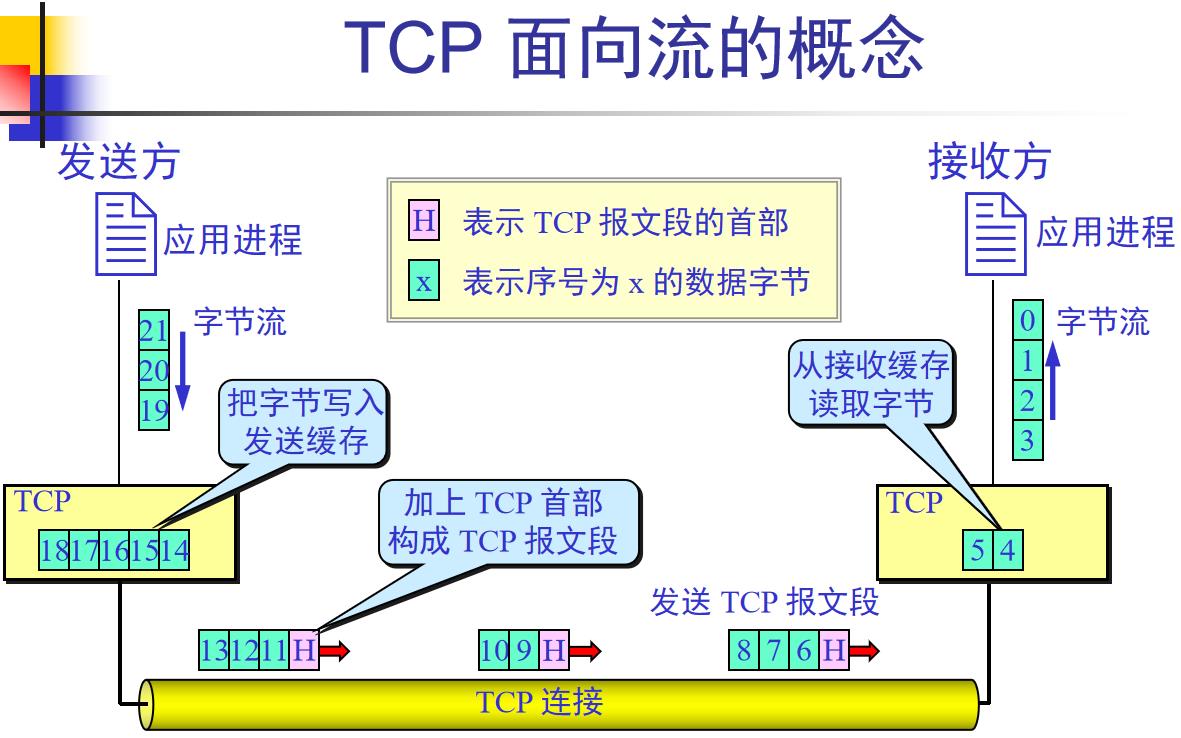 TCP 面向流的概念
发送方
接收方
应用进程
H 表示 TCP 报文段的首部
x 表示序号为 x 的数据字节
应用进程
21
20
19
字节流
0
1
2
3
字节流
把字节写入
发送缓存
从接收缓存
读取字节
TCP
18 17 16 15 14
加上 TCP 首部
构成 TCP 报文段
TCP
5 4
发送 TCP 报文段
13 12 11 H
10 9 H
8 7 6 H
TCP 连接